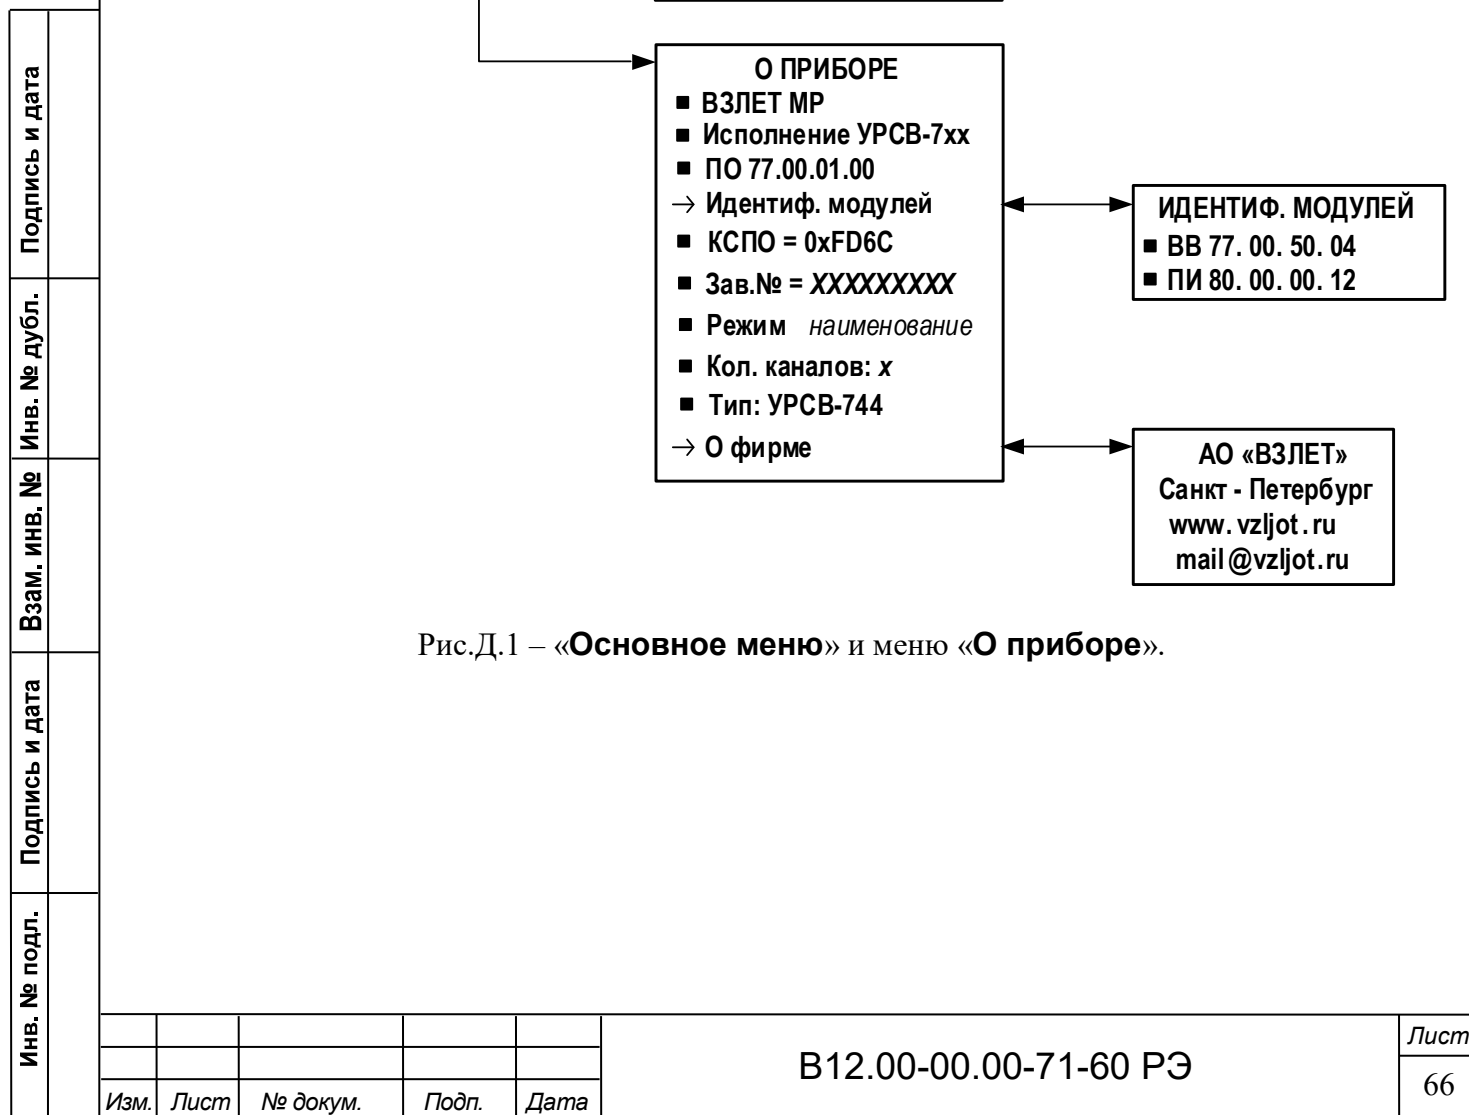 О ПРИБОРЕ
■ ВЗЛЕТ МР
■ Исполнение УРСВ-7xx
■ ПО 77.00.01.00
→ Идентиф. модулей
■ КСПО = 0xFD6C
■ Зав.№ = XXXXXXXXX
■ Режим наименование
■ Кол. каналов: x
■ Тип: УРСВ-744
→ О фирме
ИДЕНТИФ. МОДУЛЕЙ
■ ВВ 77. 00. 50. 04
■ ПИ 80. 00. 00. 12
АО «ВЗЛЕТ»
Санкт - Петербург
www. vzljot . ru
mail @vzljot.ru
Рис.Д.1 – «Основное меню» и меню «О приборе».
Подпись и дата
Инв. № дубл.
Взам. инв. №
Подпись и дата
Инв. № подл.
Изм. Лист № докум. Подп. Дата
В12.00-00.00-71-60 РЭ
Лист
66